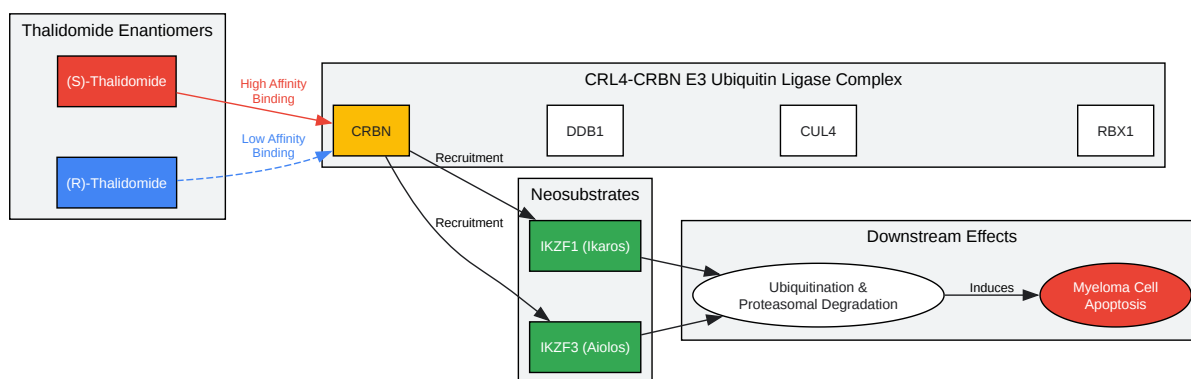 Thalidomide Enantiomers
(S)-Thalidomide
(R)-Thalidomide
High Affinity
Binding
Low Affinity
Binding
CRL4-CRBN E3 Ubiquitin Ligase Complex
CRBN
DDB1
CUL4
RBX1
Recruitment
Recruitment
Neosubstrates
IKZF1 (Ikaros)
IKZF3 (Aiolos)
Downstream Effects
Ubiquitination &
Proteasomal Degradation
Induces
Myeloma Cell
Apoptosis